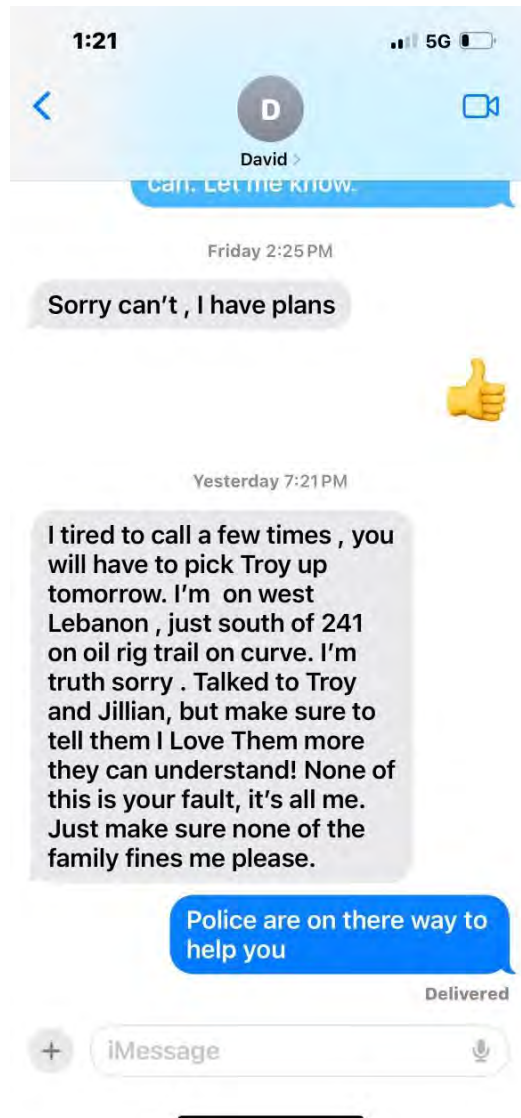 1:21
5G
D
David >
can. Let me know.
Friday 2:25 PM
Sorry can't , I have plans
Yesterday 7:21 PM
I tired to call a few times , you
will have to pick Troy up
tomorrow. I'm on west
Lebanon , just south of 241
on oil rig trail on curve. I'm
truth sorry . Talked to Troy
and Jillian, but make sure to
tell them I Love Them more
they can understand! None of
this is your fault, it's all me.
Just make sure none of the
family fines me please.
Police are on there way to
help you
Delivered
iMessage